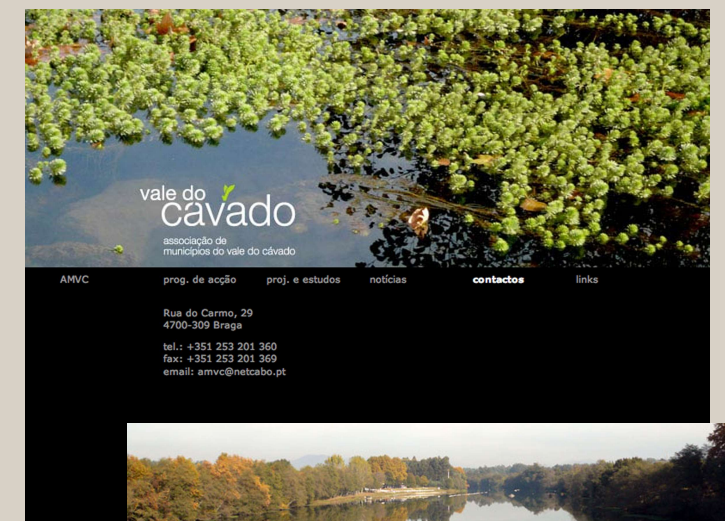 vale do
cávado
associação de
municípios do vale do cávado
AMVC prog. de acção proj. e estudos notícias contactos links
Rua do Carmo, 29
4700-309 Braga
tel.: +351 253 201 360
fax: +351 253 201 369
email: amvc@netcabo.pt